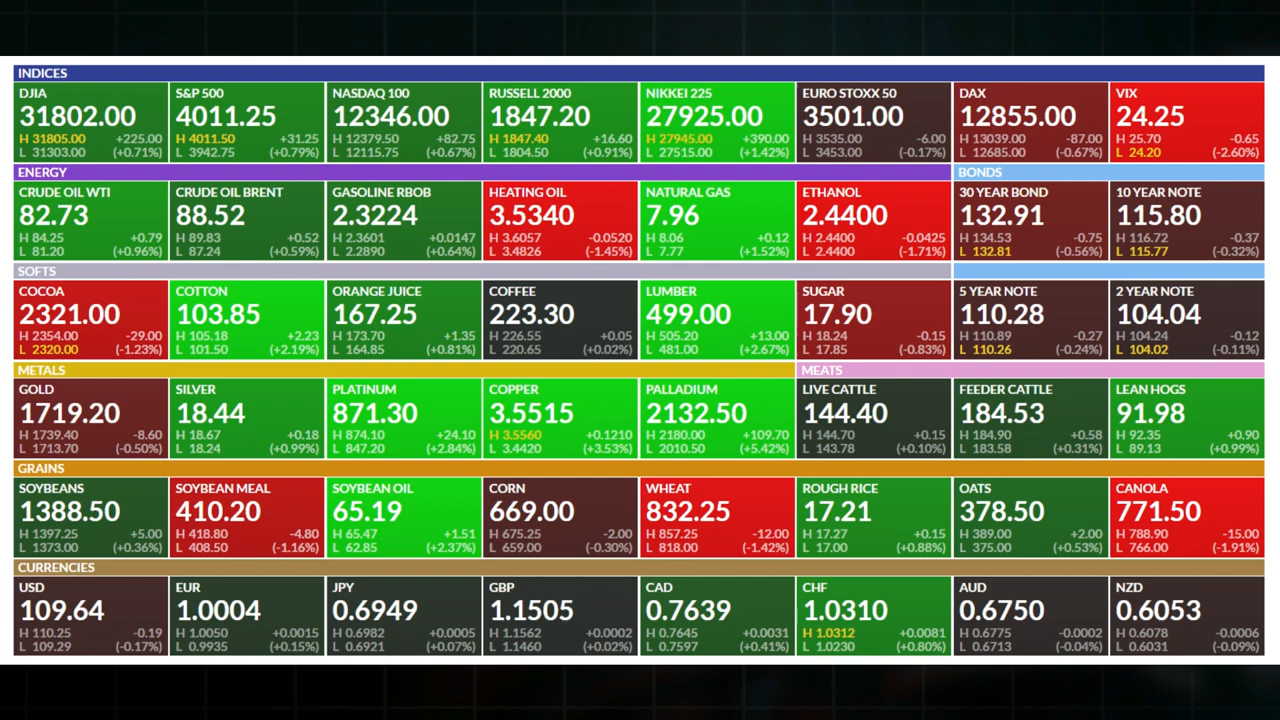 INDICES
DJIA
31802.00
H 31805.00 +225.00
L 31303.00 (+0.71%)
S&P 500
4011.25
H 4011.50 +31.25
L 3942.75 (+0.79%)
NASDAQ 100
12346.00
H 12379.50 +82.75
L 12115.75 (+0.67%)
RUSSELL 2000
1847.20
H 1847.40 +16.60
L 1804.50 (+0.91%)
NIKKEI 225
27925.00
H 27945.00 +390.00
L 27515.00 (+1.42%)
EURO STOXX 50
3501.00
H 3535.00 -6.00
L 3453.00 (-0.17%)
DAX
12855.00
H 13039.00 -87.00
L 12685.00 (-0.67%)
VIX
24.25
H 25.70 -0.65
L 24.20 (-2.60%)
ENERGY
CRUDE OIL WTI
82.73
H 84.25 +0.79
L 81.20 (+0.96%)
CRUDE OIL BRENT
88.52
H 89.83 +0.52
L 87.24 (+0.59%)
GASOLINE RBOB
2.3224
H 2.3601 +0.0147
L 2.2890 (+0.64%)
HEATING OIL
3.5340
H 3.6057 -0.0520
L 3.4826 (-1.45%)
NATURAL GAS
7.96
H 8.06 +0.12
L 7.77 (+1.52%)
ETHANOL
2.4400
H 2.4400 -0.0425
L 2.4400 (-1.71%)
BONDS
30 YEAR BOND
132.91
H 134.53 -0.75
L 132.81 (-0.56%)
10 YEAR NOTE
115.80
H 116.72 -0.37
L 115.77 (-0.32%)
SOFTS
COCOA
2321.00
H 2354.00 -29.00
L 2320.00 (-1.23%)
COTTON
103.85
H 105.18 +2.23
L 101.50 (+2.19%)
ORANGE JUICE
167.25
H 173.70 +1.35
L 164.85 (+0.81%)
COFFEE
223.30
H 226.55 +0.05
L 220.65 (+0.02%)
LUMBER
499.00
H 505.20 +13.00
L 481.00 (+2.67%)
SUGAR
17.90
H 18.24 -0.15
L 17.85 (-0.83%)
5 YEAR NOTE
110.28
H 110.89 -0.27
L 110.26 (-0.24%)
2 YEAR NOTE
104.04
H 104.24 -0.12
L 104.02 (-0.11%)
METALS
GOLD
1719.20
H 1739.40 -8.60
L 1713.70 (-0.50%)
SILVER
18.44
H 18.67 +0.18
L 18.24 (+0.99%)
PLATINUM
871.30
H 874.10 +24.10
L 847.20 (+2.84%)
COPPER
3.5515
H 3.5560 +0.1210
L 3.4420 (+3.53%)
PALLADIUM
2132.50
H 2180.00 +109.70
L 2010.50 (+5.42%)
MEATS
LIVE CATTLE
144.40
H 144.70 +0.15
L 143.78 (+0.10%)
FEEDER CATTLE
184.53
H 184.90 +0.58
L 183.58 (+0.31%)
LEAN HOGS
91.98
H 92.35 +0.90
L 89.13 (+0.99%)
GRAINS
SOYBEANS
1388.50
H 1397.25 +5.00
L 1373.00 (+0.36%)
SOYBEAN MEAL
410.20
H 418.80 -4.80
L 408.50 (-1.16%)
SOYBEAN OIL
65.19
H 65.47 +1.51
L 62.85 (+2.37%)
CORN
669.00
H 675.25 -2.00
L 659.00 (-0.30%)
WHEAT
832.25
H 857.25 -12.00
L 818.00 (-1.42%)
ROUGH RICE
17.21
H 17.27 +0.15
L 17.00 (+0.88%)
OATS
378.50
H 389.00 +2.00
L 375.00 (+0.53%)
CANOLA
771.50
H 788.90 -15.00
L 766.00 (-1.91%)
CURRENCIES
USD
109.64
H 110.25 -0.19
L 109.29 (-0.17%)
EUR
1.0004
H 1.0050 +0.0015
L 0.9935 (+0.15%)
JPY
0.6949
H 0.6982 +0.0005
L 0.6921 (+0.07%)
GBP
1.1505
H 1.1562 +0.0002
L 1.1460 (+0.02%)
CAD
0.7639
H 0.7645 +0.0031
L 0.7597 (+0.41%)
CHF
1.0310
H 1.0312 +0.0081
L 1.0230 (+0.80%)
AUD
0.6750
H 0.6775 -0.0002
L 0.6713 (-0.04%)
NZD
0.6053
H 0.6078 -0.0006
L 0.6031 (-0.09%)